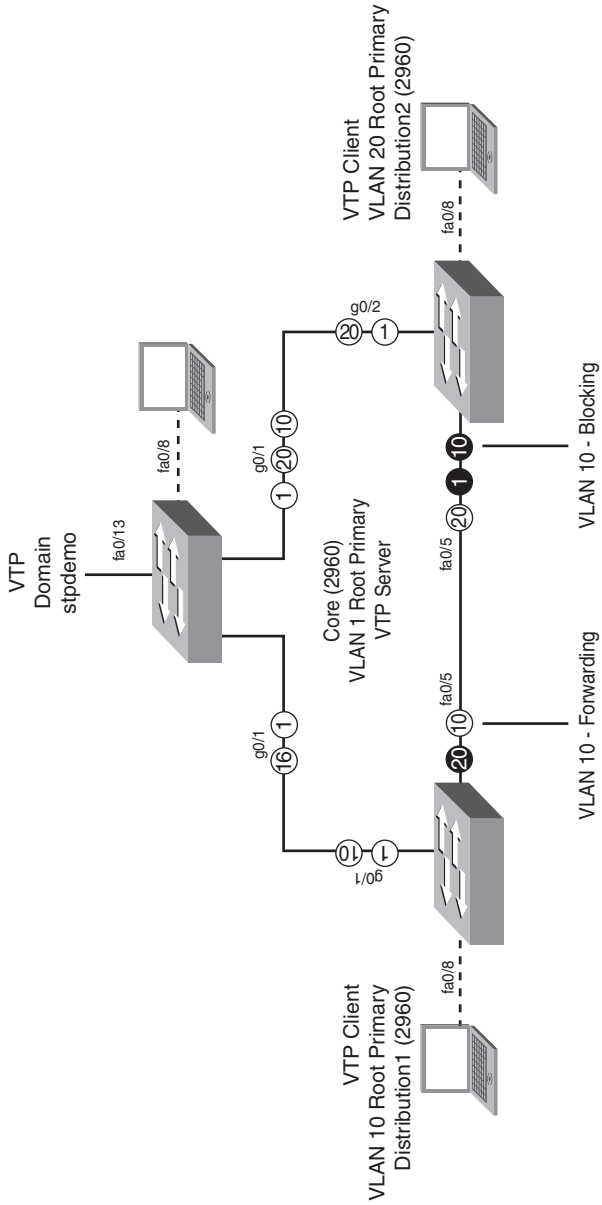 VTP
Domain
stpdemo
fa0/13
fa0/8
g0/1
16
1
g0/1
1
20
10
Core (2960)
VLAN 1 Root Primary
VTP Server
10
1
g0/1
g0/2
20
1
VTP Client
VLAN 10 Root Primary
Distribution1 (2960)
fa0/8
VTP Client
VLAN 20 Root Primary
Distribution2 (2960)
fa0/8
20
10
fa0/5
fa0/5
20
1
10
VLAN 10 - Forwarding
VLAN 10 - Blocking